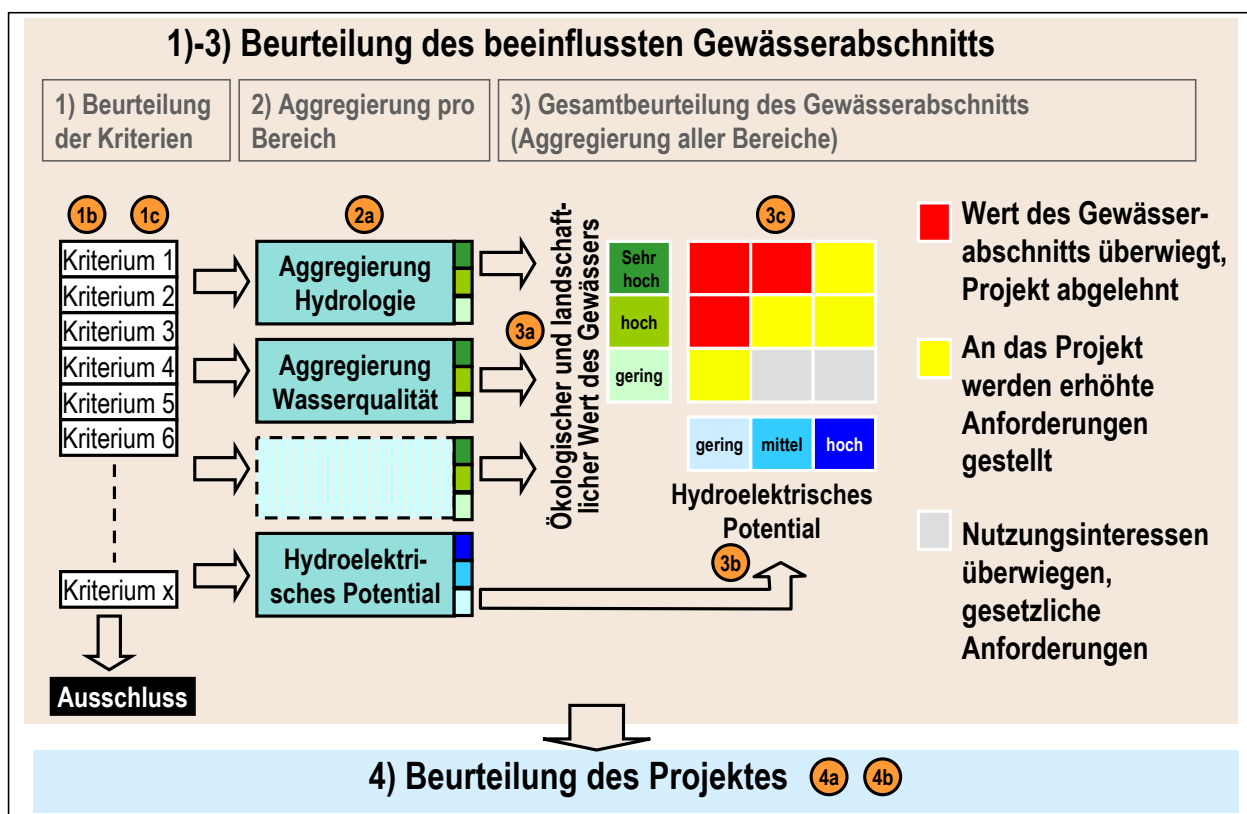 1)-3) Beurteilung des beeinflussten Gewässerabschnitts
1) Beurteilung
der Kriterien
2) Aggregierung pro
Bereich
3) Gesamtbeurteilung des Gewässerabschnitts
(Aggregierung aller Bereiche)
1b
1c
Kriterium 1
Kriterium 2
Kriterium 3
Kriterium 4
Kriterium 5
Kriterium 6
Kriterium x
Ausschluss
2a
Aggregierung
Hydrologie
Aggregierung
Wasserqualität
Hydroelektri-
sches Potential
3a
Ökologischer und landschaft-
licher Wert des Gewässers
3c
Sehr
hoch
hoch
gering
gering
mittel
hoch
Hydroelektrisches
Potential
3b
Wert des Gewässer-
abschnitts überwiegt,
Projekt abgelehnt
An das Projekt
werden erhöhte
Anforderungen
gestellt
Nutzungsinteressen
überwiegen,
gesetzliche
Anforderungen
4) Beurteilung des Projektes
4a
4b